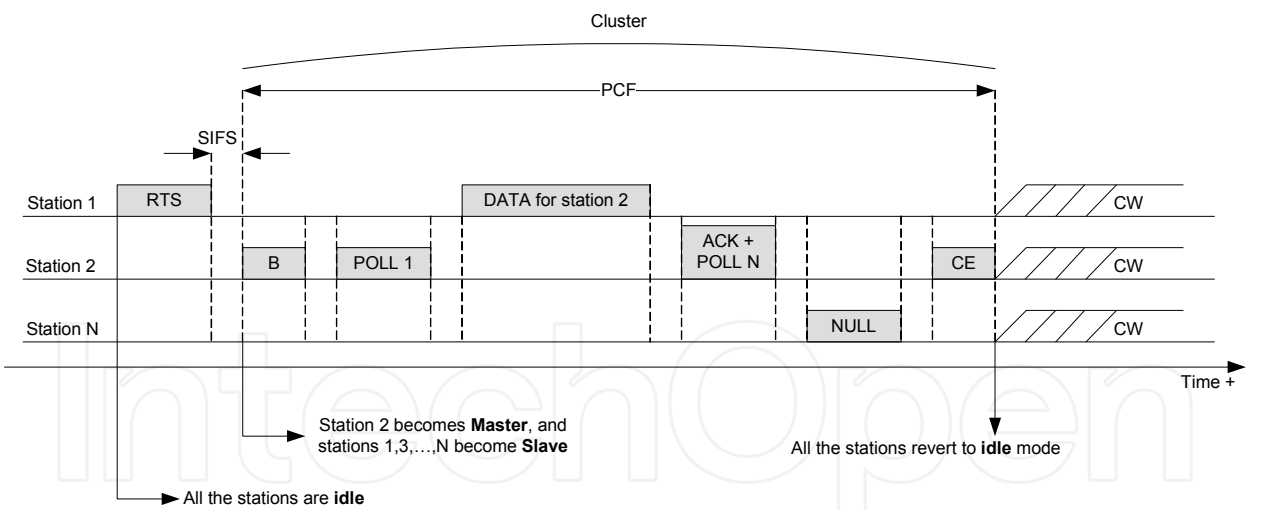 Cluster
PCF
SIFS
Station 1
RTS
DATA for station 2
CW
Station 2
B
POLL 1
ACK +
POLL N
CE
CW
Station N
NULL
CW
Time +
Station 2 becomes Master, and
stations 1,3,…,N become Slave
All the stations revert to idle mode
All the stations are idle
IntechOpen